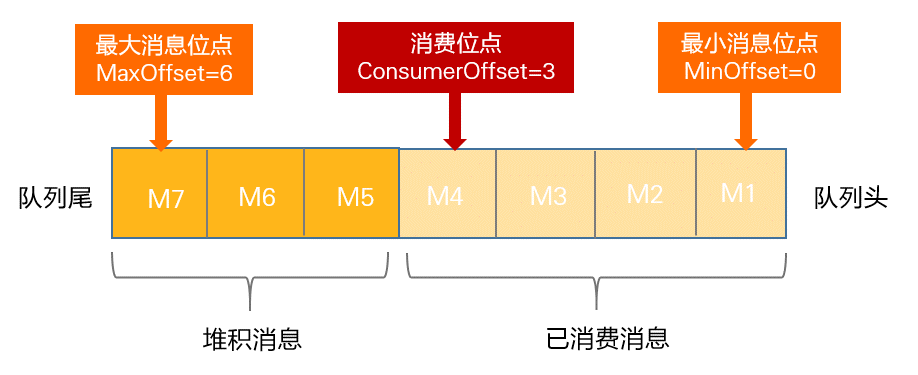 最大消息位点
MaxOffset=6
消费位点
ConsumerOffset=3
最小消息位点
MinOffset=0
队列尾
M7
M6
M5
M4
M3
M2
M1
队列头
堆积消息
已消费消息